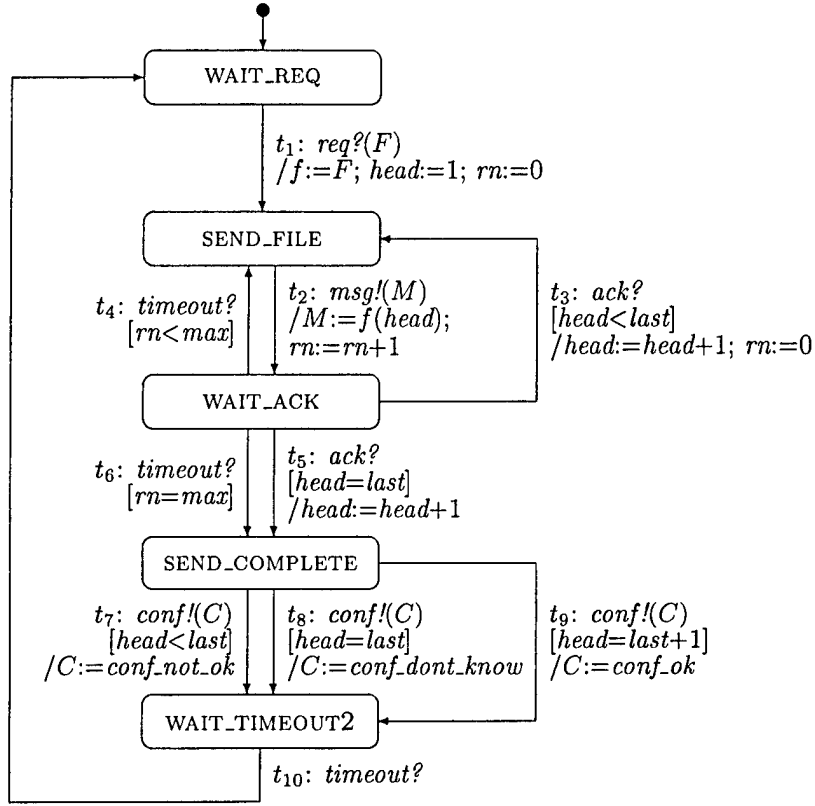 WAIT_REQ
t₁: req?(F)
/f:=F; head:=1; rn:=0
SEND_FILE
t₄: timeout?
[rn<max]
t₂: msg!(M)
/M:=f(head);
rn:=rn+1
t₃: ack?
[head<last]
/head:=head+1; rn:=0
WAIT_ACK
t₆: timeout?
[rn=max]
t₅: ack?
[head=last]
/head:=head+1
SEND_COMPLETE
t₇: conf!(C)
[head<last]
/C:=conf_not_ok
t₈: conf!(C)
[head=last]
/C:=conf_dont_know
t₉: conf!(C)
[head=last+1]
/C:=conf_ok
WAIT_TIMEOUT2
t₁₀: timeout?